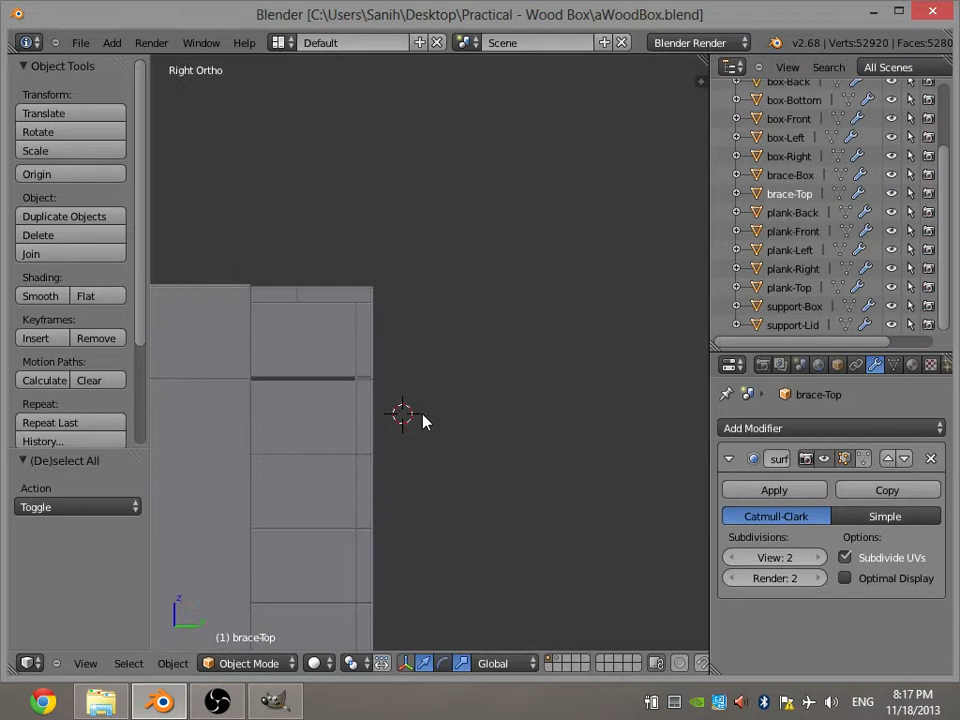 Blender [C:\Users\Sanih\Desktop\Practical - Wood Box\aWoodBox.blend]
File Add Render Window Help Default Scene Blender Render v2.68 | Verts:52920 | Faces:5280
Object Tools
Transform:
Translate
Rotate
Scale
Origin
Object:
Duplicate Objects
Delete
Join
Shading:
Smooth Flat
Keyframes:
Insert Remove
Motion Paths:
Calculate Clear
Repeat:
Repeat Last
History...
(De)select All
Action
Toggle
Right Ortho
z
(1) braceTop
View Select Object Object Mode Global
View Search All Scenes
box-Back
box-Bottom
box-Front
box-Left
box-Right
brace-Box
brace-Top
plank-Back
plank-Front
plank-Left
plank-Right
plank-Top
support-Box
support-Lid
brace-Top
Add Modifier
surf
Apply Copy
Catmull-Clark Simple
Subdivisions: Options:
View: 2 Subdivide UVs
Render: 2 Optimal Display
ENG
8:17 PM
11/18/2013